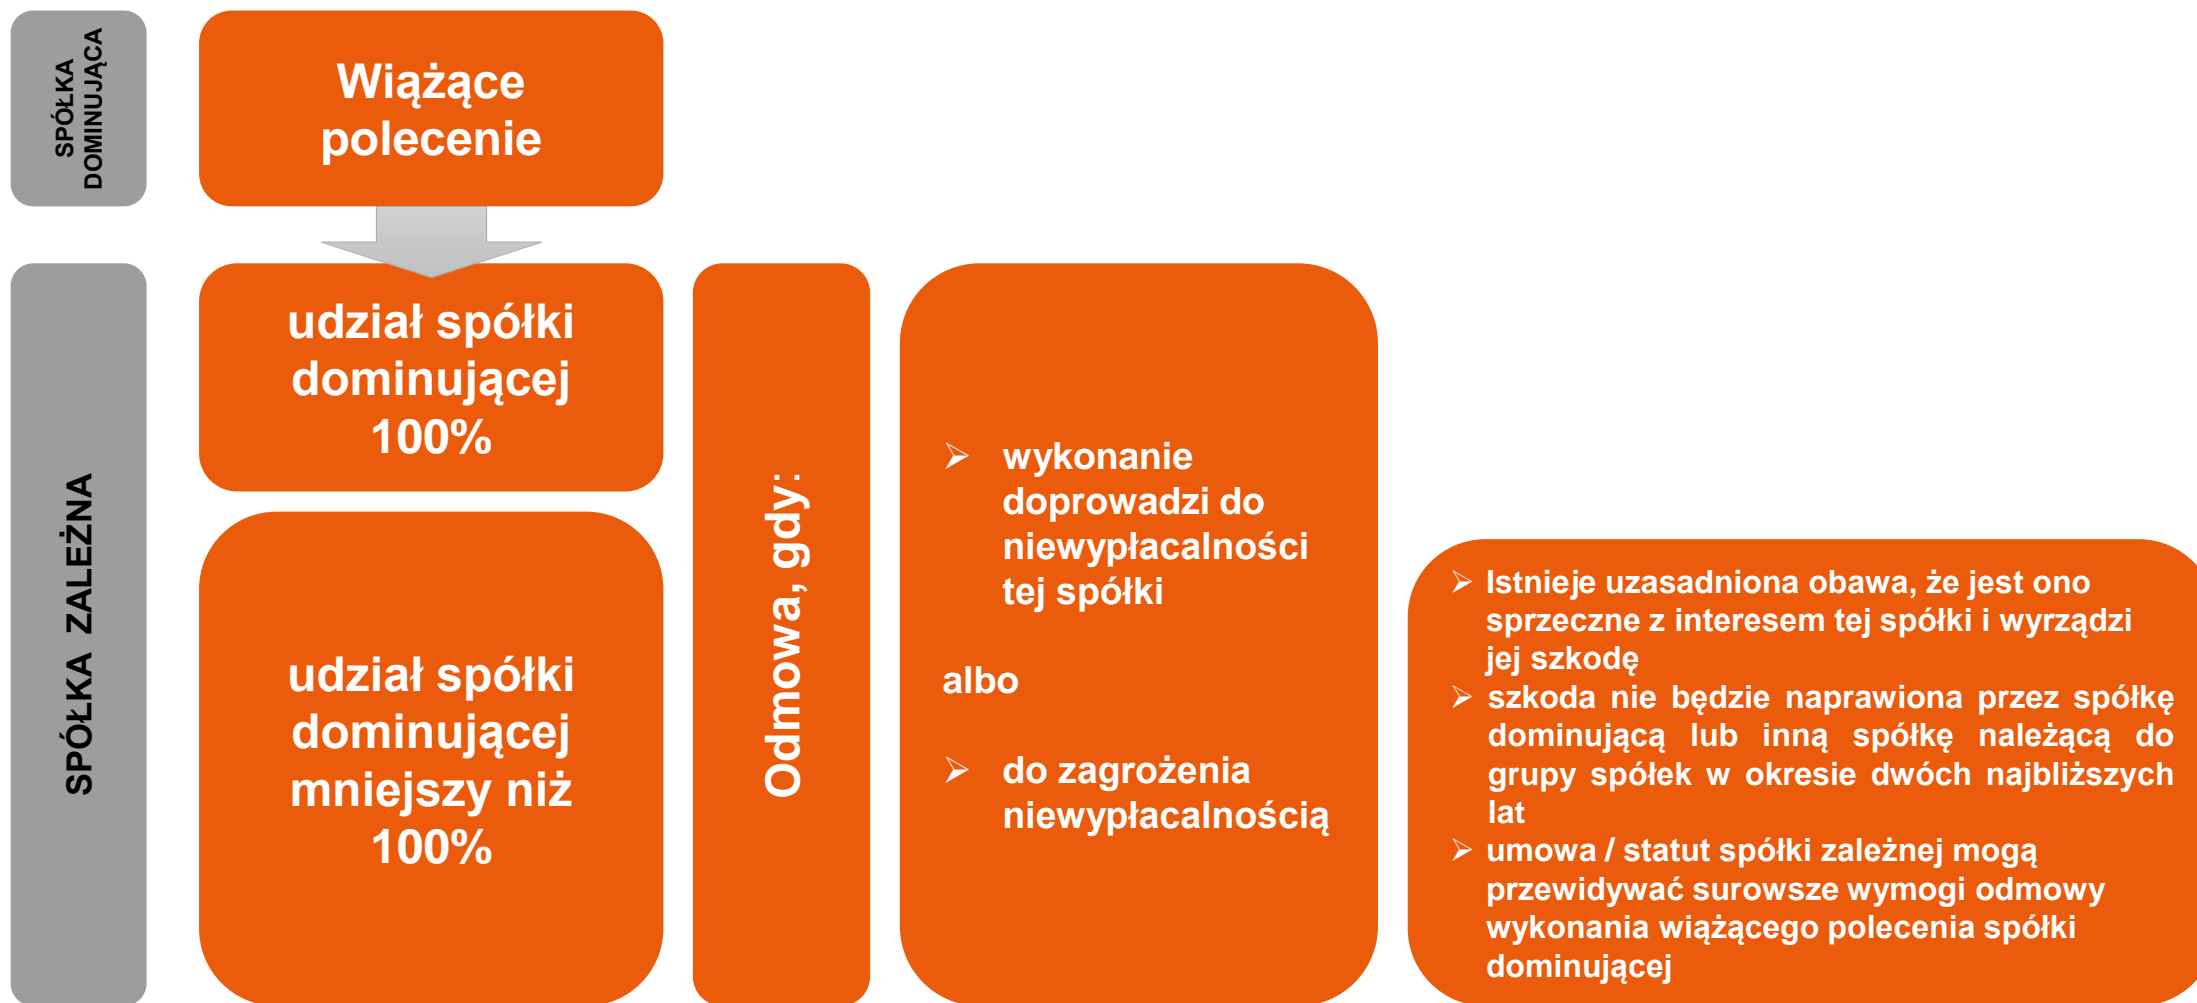 SPÓŁKA
DOMINUJĄCA
Wiążące
polecenie
SPÓŁKA ZALEŻNA
udział spółki
dominującej
100%
udział spółki
dominującej
mniejszy niż
100%
Odmowa, gdy:
➢ wykonanie
doprowadzi do
niewypłacalności
tej spółki
albo
➢ do zagrożenia
niewypłacalnością
➢ Istnieje uzasadniona obawa, że jest ono
sprzeczne z interesem tej spółki i wyrządzi
jej szkodę
➢ szkoda nie będzie naprawiona przez spółkę
dominującą lub inną spółkę należącą do
grupy spółek w okresie dwóch najbliższych
lat
➢ umowa / statut spółki zależnej mogą
przewidywać surowsze wymogi odmowy
wykonania wiążącego polecenia spółki
dominującej